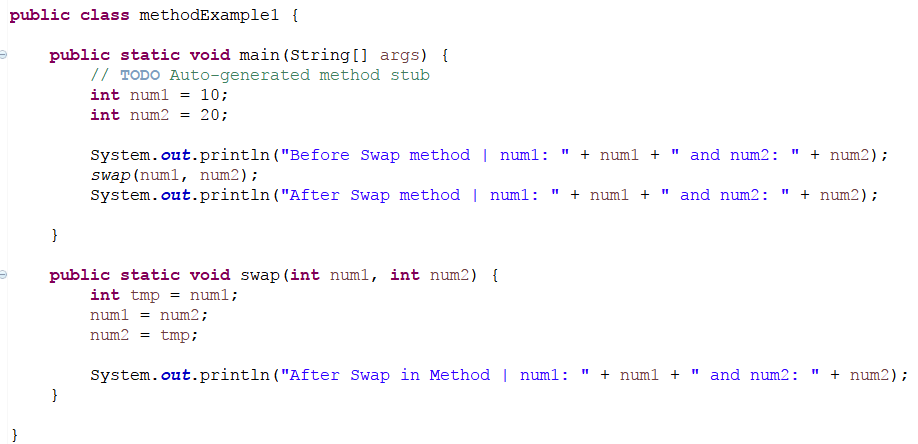 public class methodExample1 {
public static void main(String[] args) {
// TODO Auto-generated method stub
int num1 = 10;
int num2 = 20;
System.out.println("Before Swap method | num1: " + num1 + " and num2: " + num2);
swap(num1, num2);
System.out.println("After Swap method | num1: " + num1 + " and num2: " + num2);
}
public static void swap(int num1, int num2) {
int tmp = num1;
num1 = num2;
num2 = tmp;
System.out.println("After Swap in Method | num1: " + num1 + " and num2: " + num2);
}
}